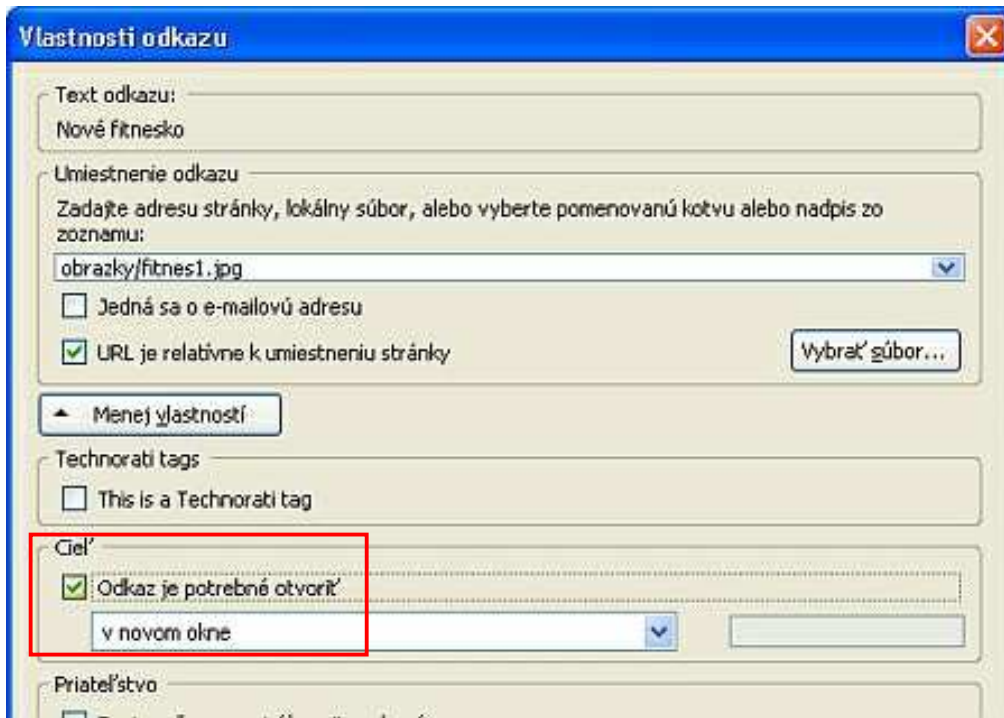 Vlastnosti odkazu
Text odkazu:
Nové fitnesko
Umiestnenie odkazu
Zadajte adresu stránky, lokálny súbor, alebo vyberte pomenovanú kotvu alebo nadpis zo
zoznamu:
obrazky/fitnes1.jpg
Jedná sa o e-mailovú adresu
URL je relatívne k umiestneniu stránky
Vybrať súbor...
Menej vlastností
Technorati tags
This is a Technorati tag
Cieľ
Odkaz je potrebné otvoriť
v novom okne
Priateľstvo